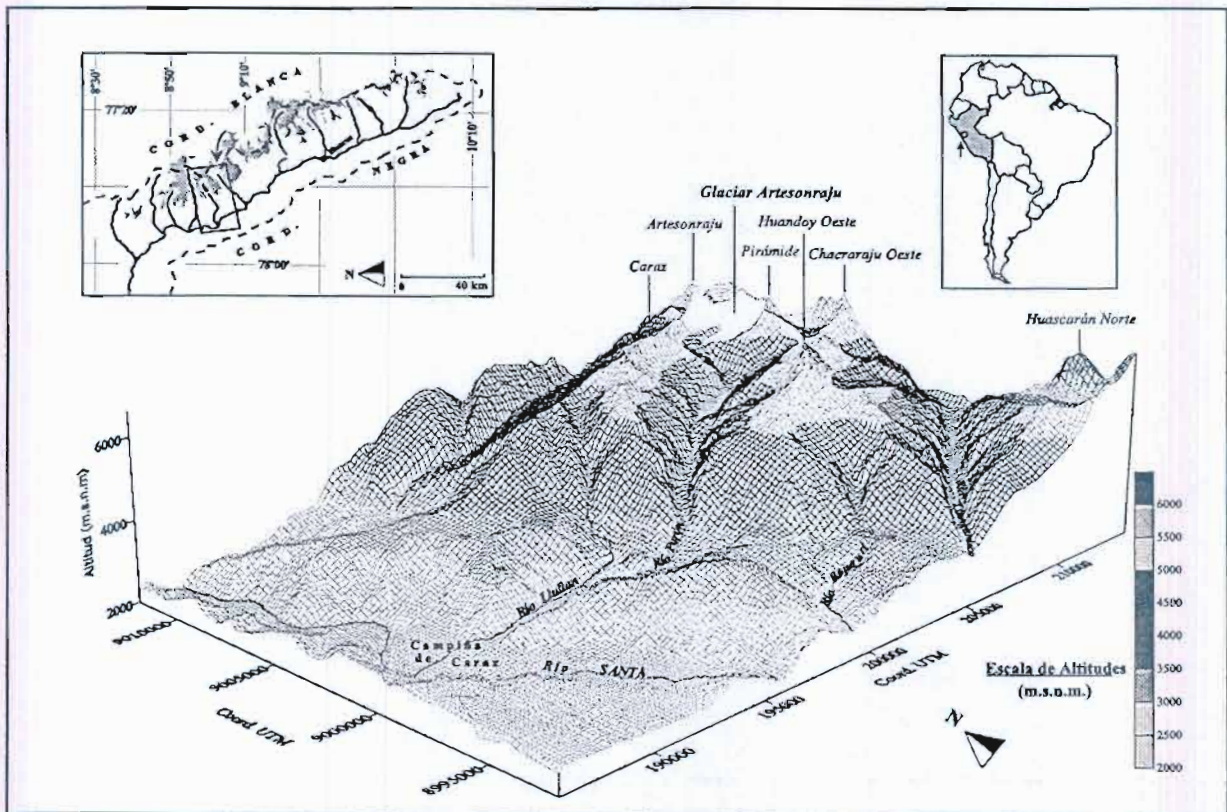 8°30'
8°50'
9°10'
10°10'
77°20'
78°00'
CORD. BLANCA
CORD. NEGRA
N
0 40 km
Glaciar Artesonraju
Artesonraju
Huandoy Oeste
Caraz
Pirámide
Chacraraju Oeste
Huascarán Norte
Altitud (m.s.n.m)
6000
4000
2000
Río Llullan
Río Parón
Río
Campiña
de Caraz
Río SANTA
9010000
9005000
9000000
8995000
Coord UTM
190000
195000
200000
205000
210000
Coord. UTM
N
Escala de Altitudes
(m.s.n.m.)
6000
5500
5000
4500
4000
3500
3000
2500
2000